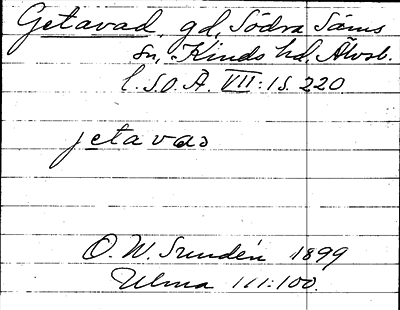 Getavad, gd, Södra Säms
sn, Kinds hd, Älvsb.
l. S.O.Ä. VII:1 s. 220
jetavad
O. W. Sundén 1899
Ulma 111:100.